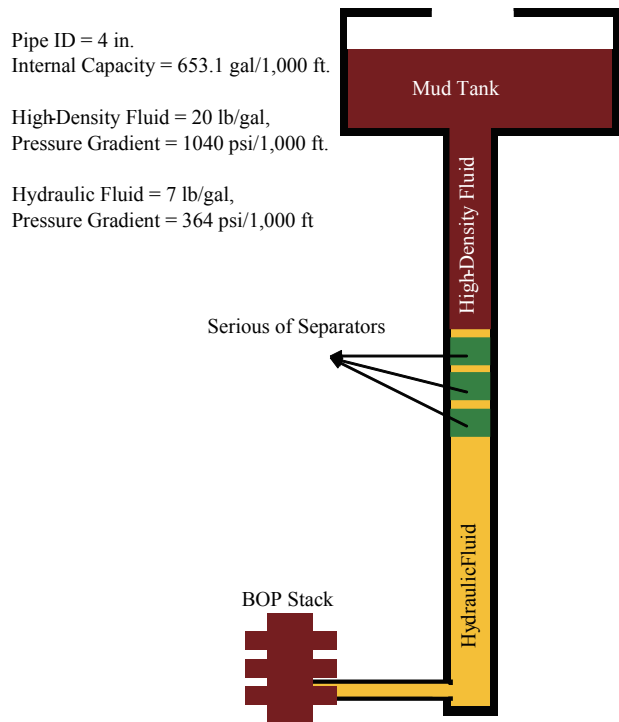 Pipe ID = 4 in.
Internal Capacity = 653.1 gal/1,000 ft.
High-Density Fluid = 20 lb/gal,
Pressure Gradient = 1040 psi/1,000 ft.
Hydraulic Fluid = 7 lb/gal,
Pressure Gradient = 364 psi/1,000 ft
Mud Tank
High-Density Fluid
Serious of Separators
HydraulicFluid
BOP Stack